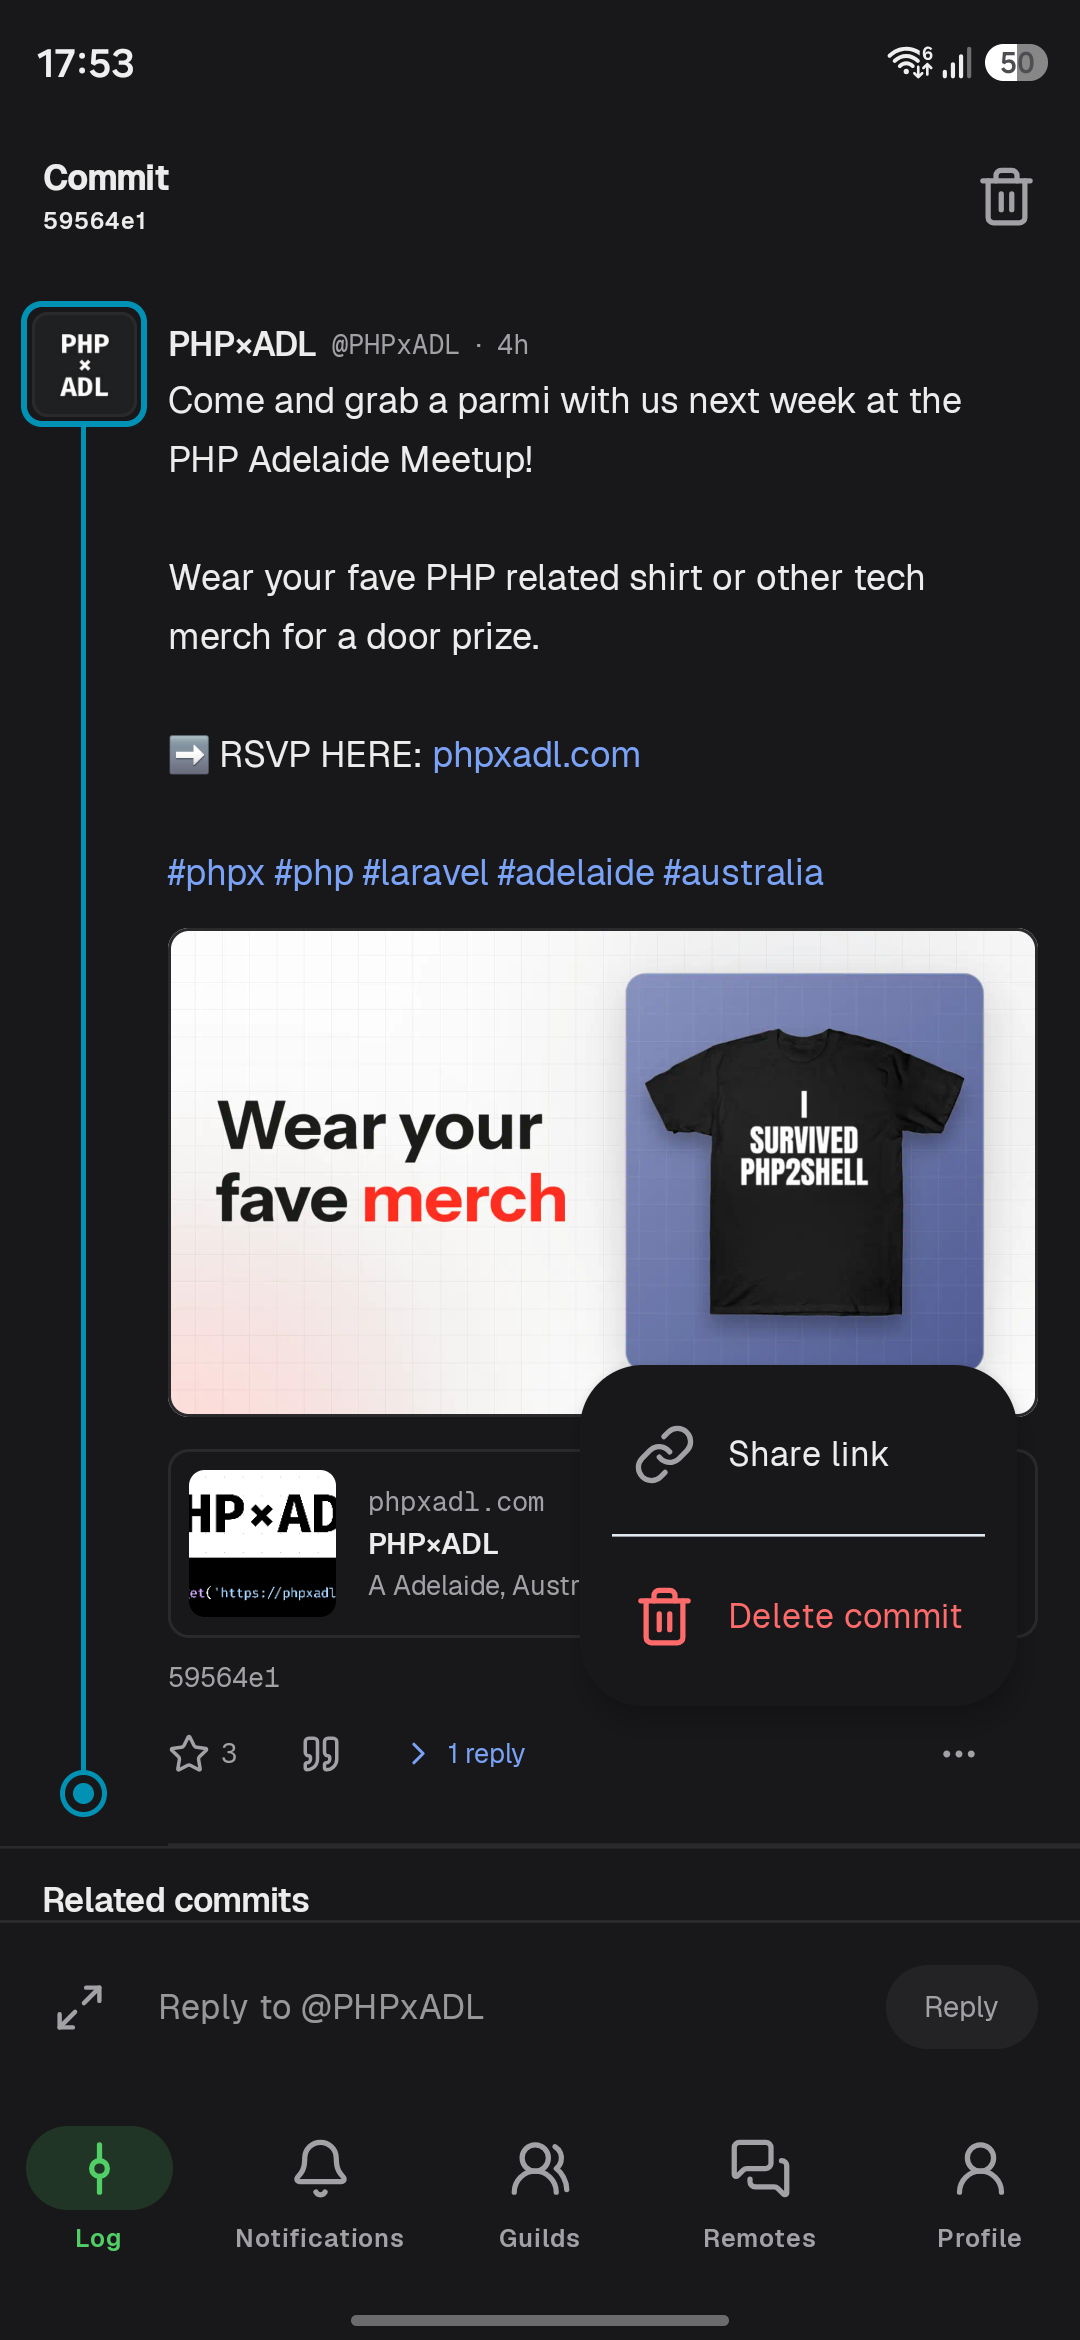 17:53
6
50
Commit
59564e1
PHP
×
ADL
PHP×ADL @PHPxADL · 4h
Come and grab a parmi with us next week at the
PHP Adelaide Meetup!
Wear your fave PHP related shirt or other tech
merch for a door prize.
➡️ RSVP HERE: phpxadl.com
#phpx #php #laravel #adelaide #australia
Wear your
fave merch
I
SURVIVED
PHP2SHELL
Share link
Delete commit
HP×AD
et('https://phpxadl
phpxadl.com
PHP×ADL
A Adelaide, Austr
59564e1
3
1 reply
Related commits
Reply to @PHPxADL
Reply
Log
Notifications
Guilds
Remotes
Profile